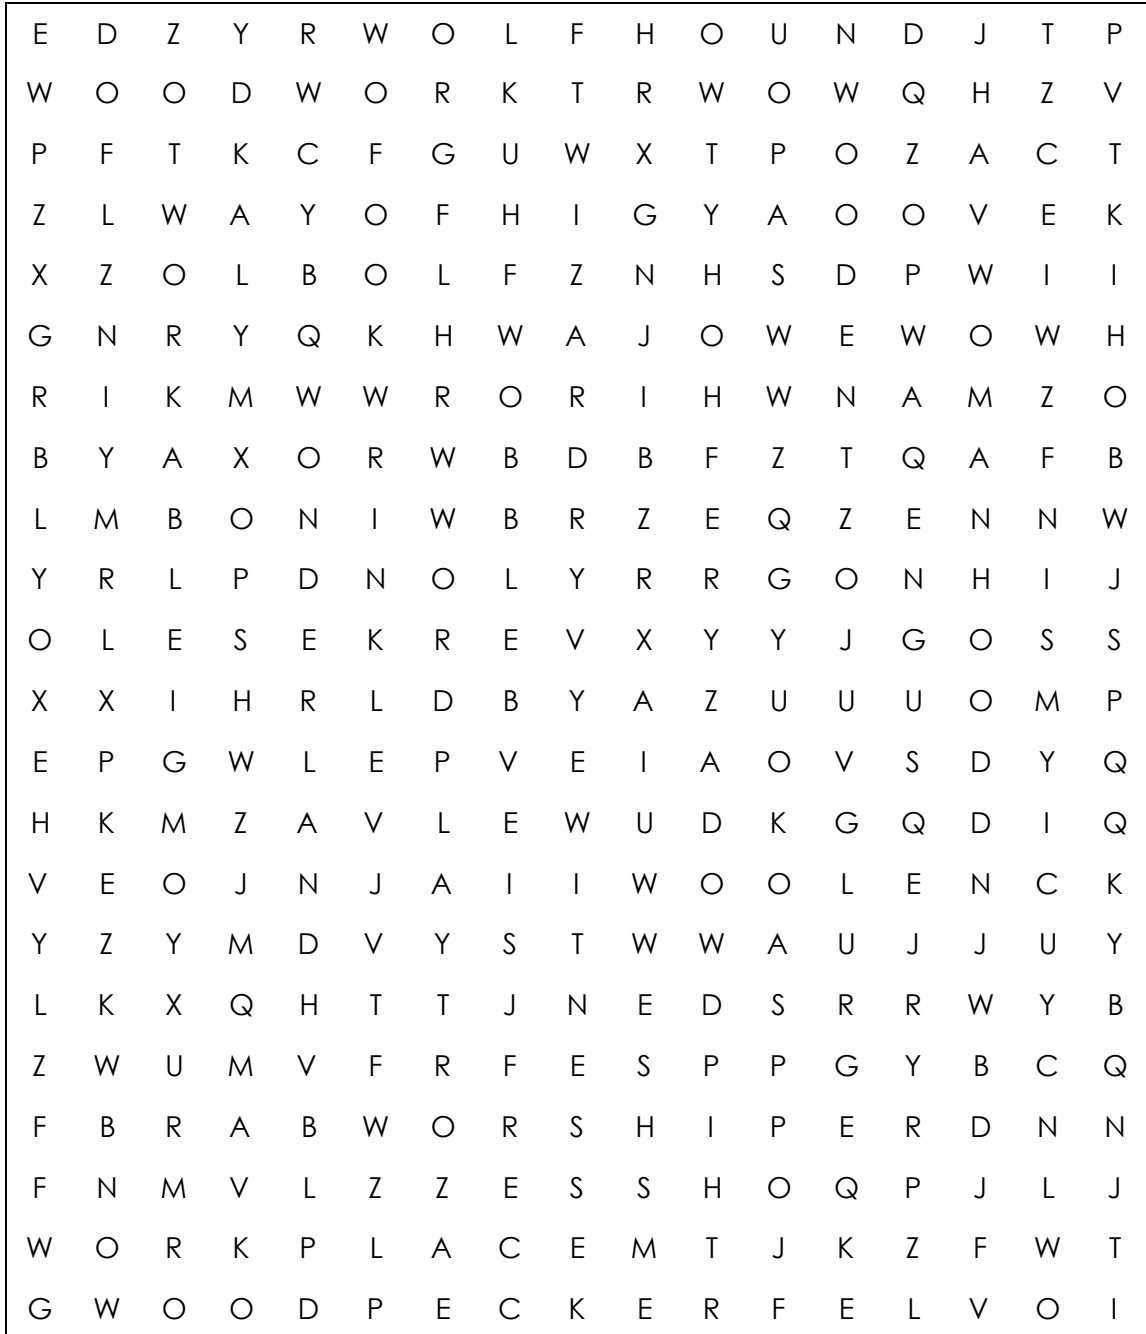 E D Z Y R W O L F H O U N D J T P
W O O D W O R K T R W O W Q H Z V
P F T K C F G U W X T P O Z A C T
Z L W A Y O F H I G Y A O O V E K
X Z O L B O L F Z N H S D P W I I
G N R Y Q K H W A J O W E W O W H
R I K M W W R O R I H W N A M Z O
B Y A X O R W B D B F Z T Q A F B
L M B O N I W B R Z E Q Z E N N W
Y R L P D N O L Y R R G O N H I J
O L E S E K R E V X Y Y J G O S S
X X I H R L D B Y A Z U U U O M P
E P G W L E P V E I A O V S D Y Q
H K M Z A V L E W U D K G Q D I Q
V E O J N J A I I W O O L E N C K
Y Z Y M D V Y S T W W A U J J U Y
L K X Q H T T J N E D S R R W Y B
Z W U M V F R F E S P P G Y B C Q
F B R A B W O R S H I P E R D N N
F N M V L Z Z E S S H O Q P J L J
W O R K P L A C E M T J K Z F W T
G W O O D P E C K E R F E L V O I